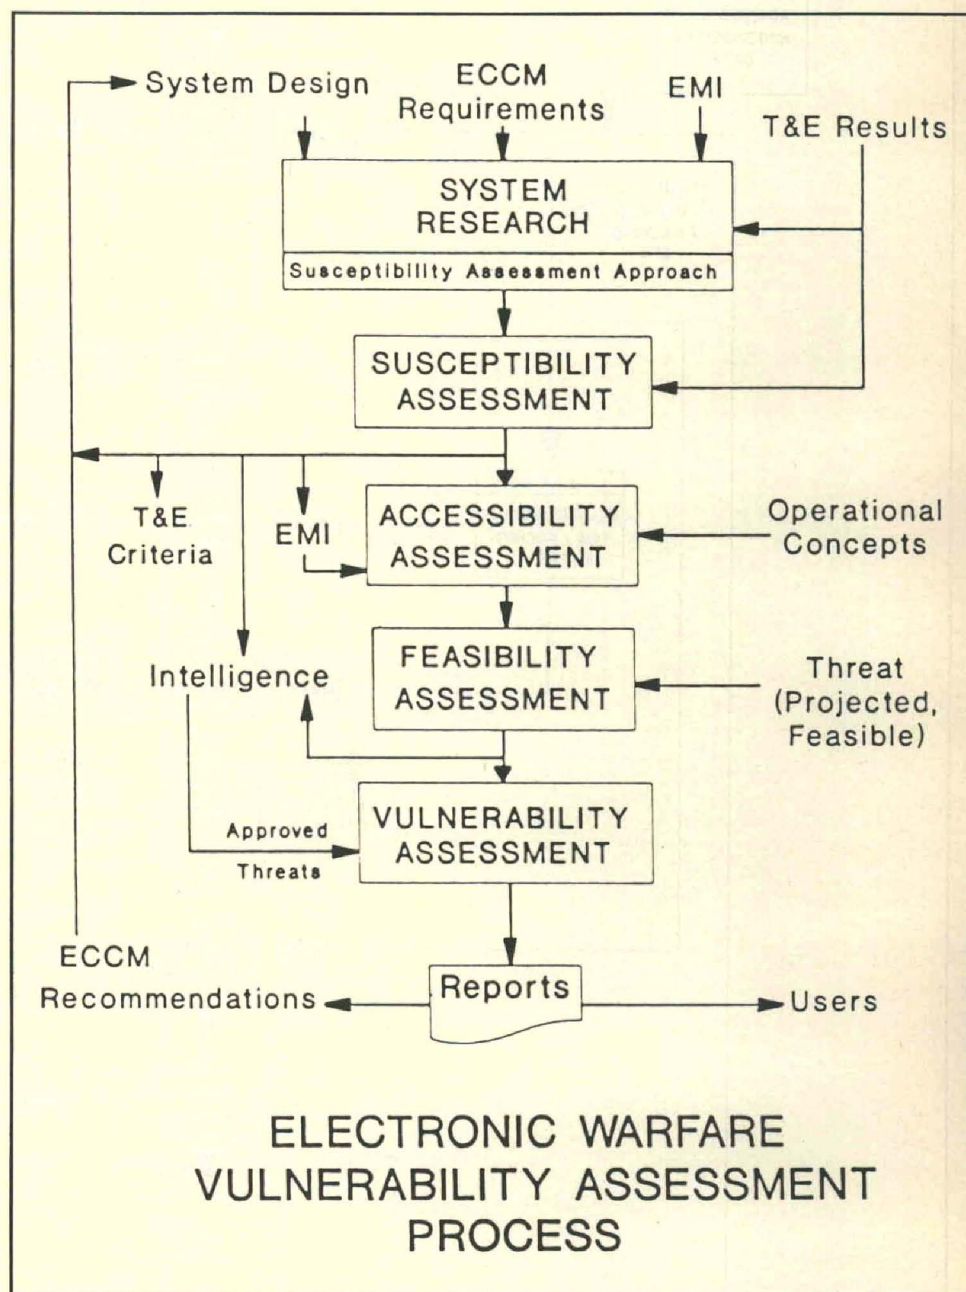 System Design
ECCM
Requirements
EMI
T&E Results
SYSTEM
RESEARCH
Susceptibility Assessment Approach
SUSCEPTIBILITY
ASSESSMENT
T&E
Criteria
EMI
ACCESSIBILITY
ASSESSMENT
Operational
Concepts
Intelligence
FEASIBILITY
ASSESSMENT
Threat
(Projected,
Feasible)
Approved
Threats
VULNERABILITY
ASSESSMENT
ECCM
Recommendations
Reports
Users
ELECTRONIC WARFARE
VULNERABILITY ASSESSMENT
PROCESS